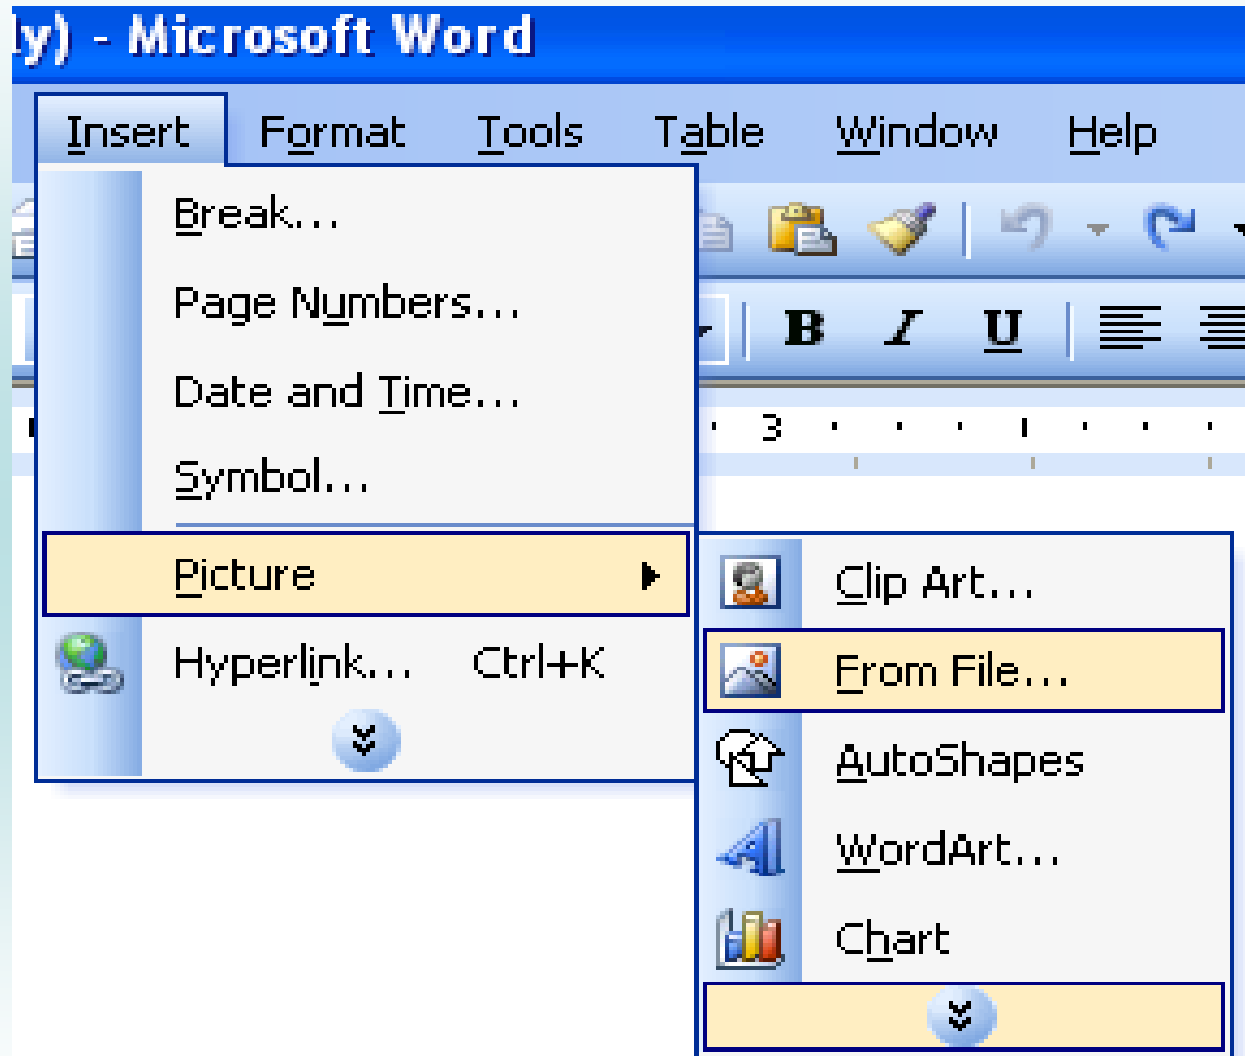 ly) - Microsoft Word
Insert Format Tools Table Window Help
Break...
Page Numbers...
B I U
Date and Time...
3
Symbol...
Picture
Clip Art...
Hyperlink... Ctrl+K
From File...
AutoShapes
WordArt...
Chart